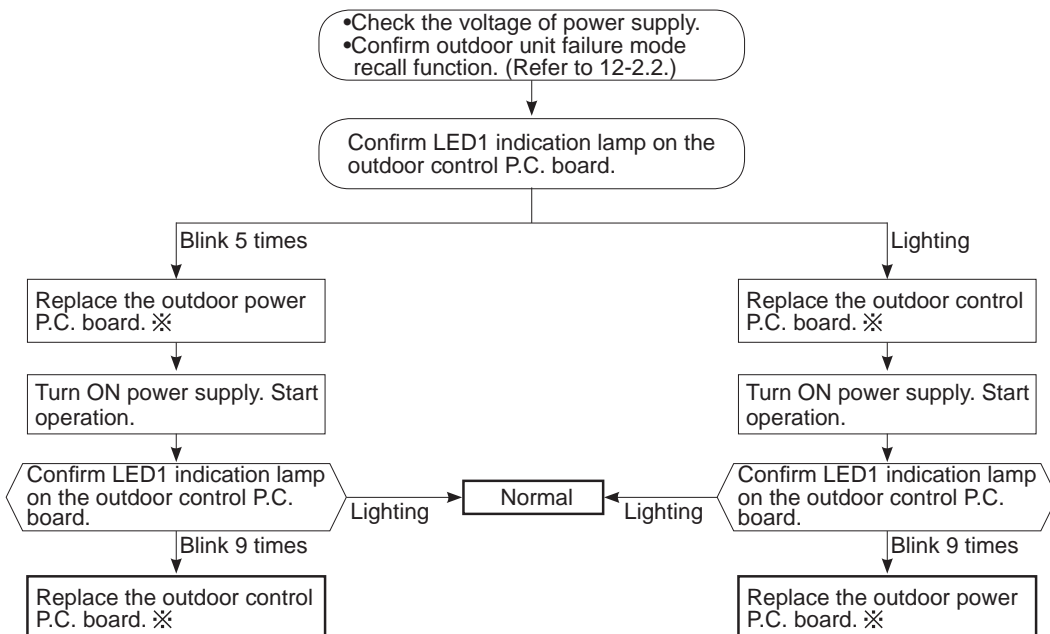 •Check the voltage of power supply.
•Confirm outdoor unit failure mode
recall function. (Refer to 12-2.2.)
Confirm LED1 indication lamp on the
outdoor control P.C. board.
Blink 5 times
Lighting
Replace the outdoor power
P.C. board. ※
Replace the outdoor control
P.C. board. ※
Turn ON power supply. Start
operation.
Turn ON power supply. Start
operation.
Confirm LED1 indication lamp
on the outdoor control P.C.
board.
Lighting
Normal
Lighting
Confirm LED1 indication lamp
on the outdoor control P.C.
board.
Blink 9 times
Blink 9 times
Replace the outdoor control
P.C. board. ※
Replace the outdoor power
P.C. board. ※